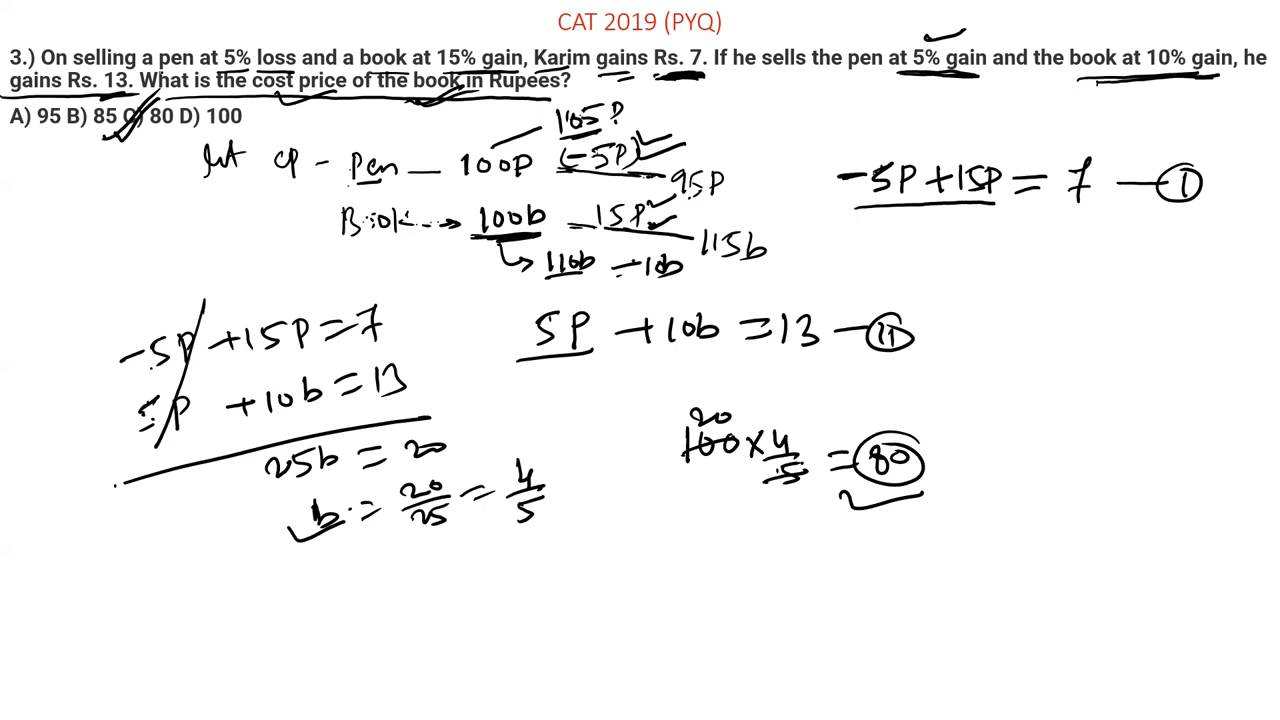 CAT 2019 (PYQ)
3.) On selling a pen at 5% loss and a book at 15% gain, Karim gains Rs. 7. If he sells the pen at 5% gain and the book at 10% gain, he
gains Rs. 13. What is the cost price of the book in Rupees?
A) 95 B) 85 C) 80 D) 100
105P
let CP - Pen — 100P (-5P)
95P
-5P + 15P = 7 — I
Book → 100b = 15P
115b
→ 110b = 10b
-5P + 15P = 7
5P + 10b = 13 — II
5P + 10b = 13
25b = 20
b = 20/25 = 4/5
20
100 × 4/5 = 80